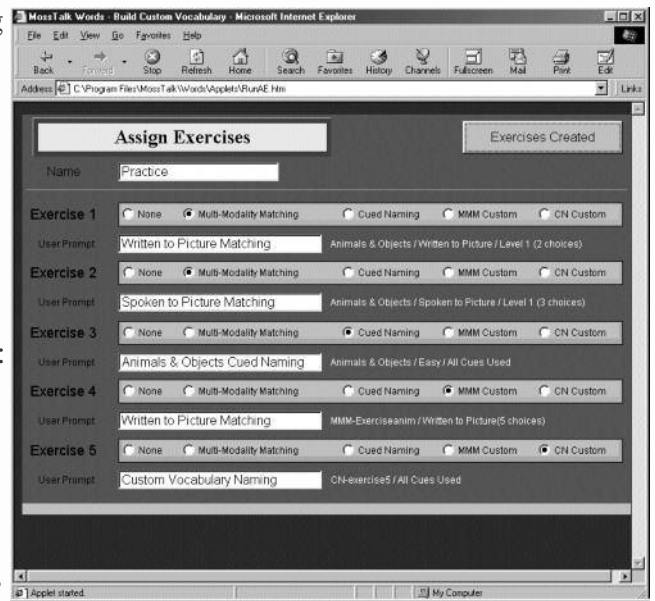 g
MossTalk Words - Build Custom Vocabulary - Microsoft Internet Explorer
File Edit View Go Favorites Help
Back Forward Stop Refresh Home Search Favorites History Channels Fullscreen Mail Print Edit
Address C:\Program Files\MossTalk\Words\Applets\RunAE.htm Links
Assign Exercises Exercises Created
Name Practice
Exercise 1 None Multi-Modality Matching Cued Naming MMM Custom CN Custom
User Prompt Written to Picture Matching Animals & Objects / Written to Picture / Level 1 (2 choices)
Exercise 2 None Multi-Modality Matching Cued Naming MMM Custom CN Custom
User Prompt Spoken to Picture Matching Animals & Objects / Spoken to Picture / Level 1 (3 choices)
Exercise 3 None Multi-Modality Matching Cued Naming MMM Custom CN Custom
User Prompt Animals & Objects Cued Naming Animals & Objects / Easy / All Cues Used
Exercise 4 None Multi-Modality Matching Cued Naming MMM Custom CN Custom
User Prompt Written to Picture Matching MMM-Exerciseanim / Written to Picture(5 choices)
Exercise 5 None Multi-Modality Matching Cued Naming MMM Custom CN Custom
User Prompt Custom Vocabulary Naming CN-exercise5 / All Cues Used
Applet started. My Computer